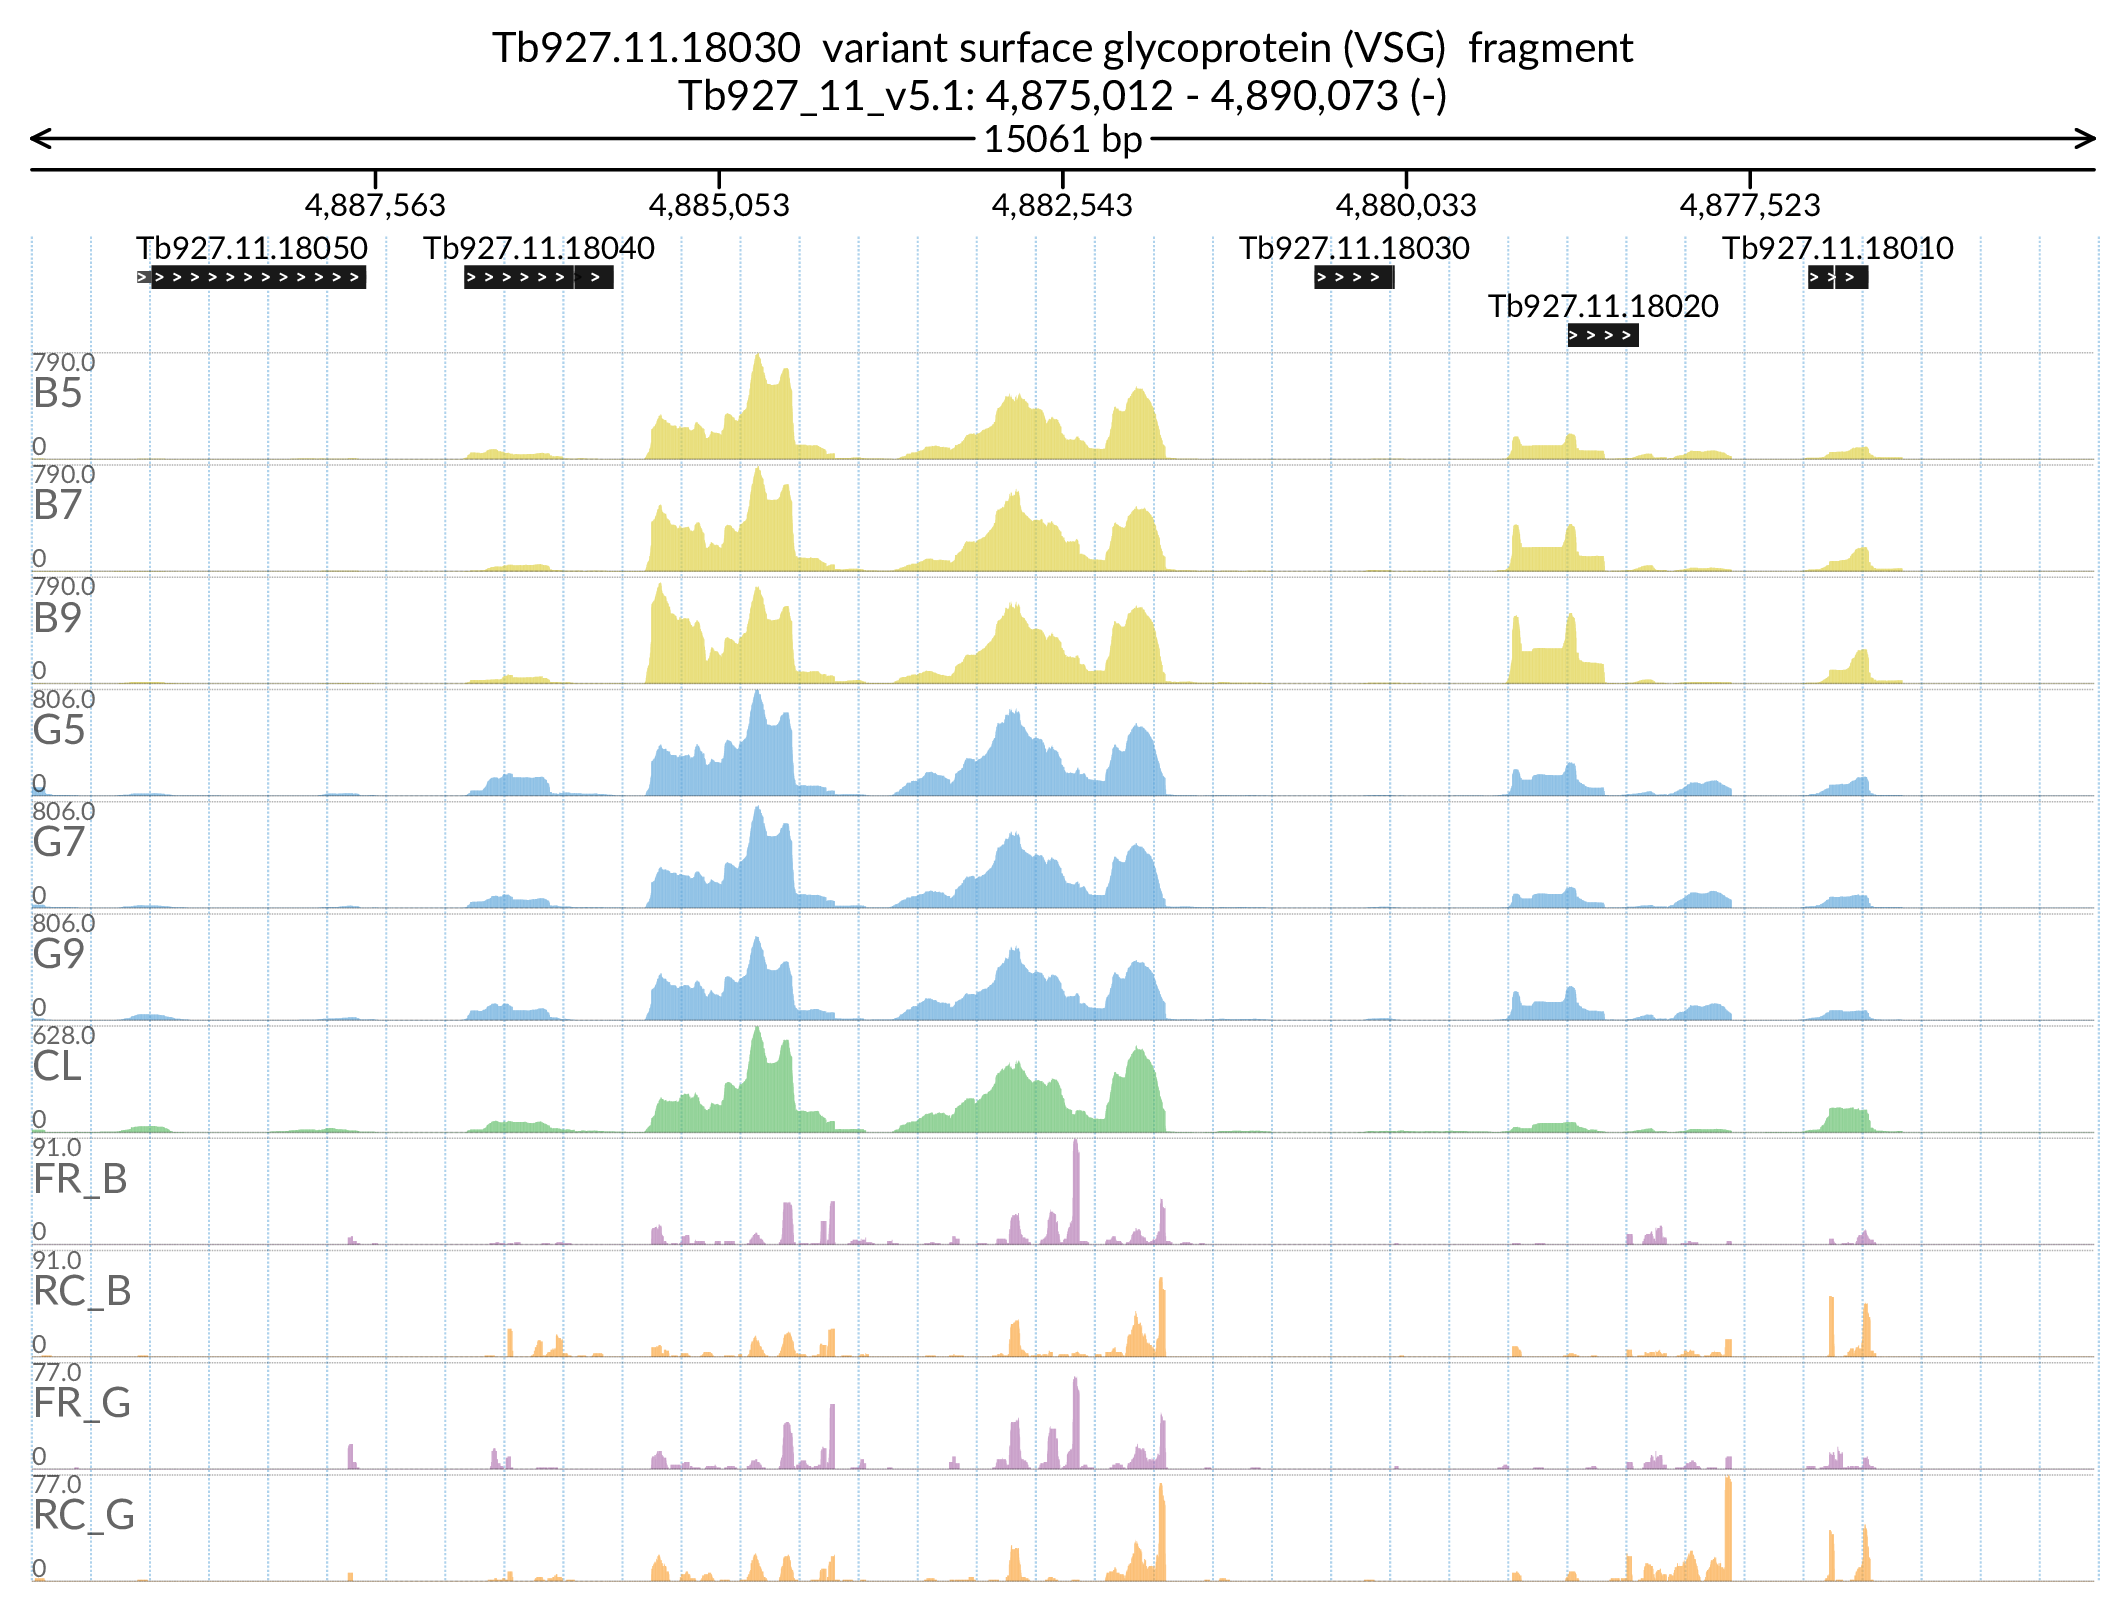 Tb927.11.18030 variant surface glycoprotein (VSG) fragment
Tb927_11_v5.1: 4,875,012 - 4,890,073 (-)
15061 bp
4,887,563 4,885,053 4,882,543 4,880,033 4,877,523
Tb927.11.18050 Tb927.11.18040 Tb927.11.18030 Tb927.11.18010
Tb927.11.18020
790.0
B5
0
790.0
B7
0
790.0
B9
0
806.0
G5
0
806.0
G7
0
806.0
G9
0
628.0
CL
0
91.0
FR_B
0
91.0
RC_B
0
77.0
FR_G
0
77.0
RC_G
0